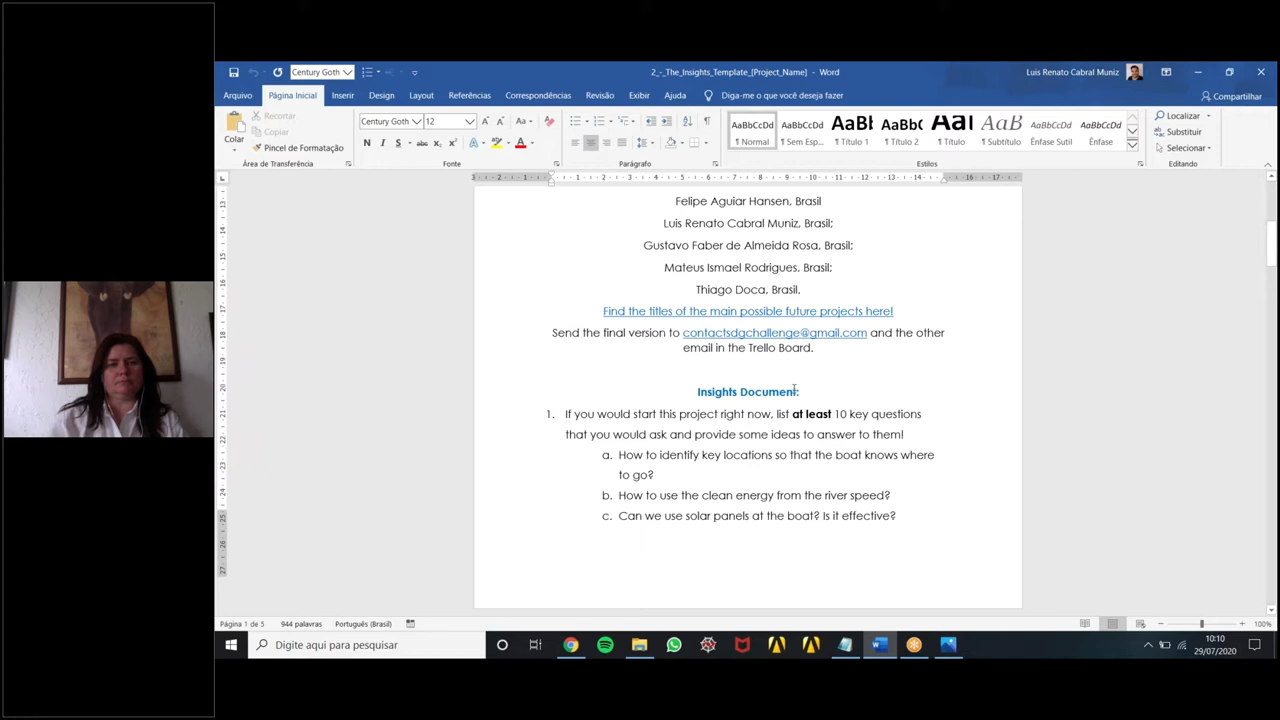 Century Goth
2_-_The_Insights_Template_{Project_Name} - Word
Luis Renato Cabral Muniz
Arquivo Página Inicial Inserir Design Layout Referências Correspondências Revisão Exibir Ajuda Diga-me o que você deseja fazer Compartilhar
Colar
Recortar
Copiar
Pincel de Formatação
Área de Transferência
Century Goth 12
N I S abc x₂ x²
Fonte
Parágrafo
AaBbCcDd AaBbCcDd AaBb( AaBb( AaI AaB AaBbCcDd AaBbCcDd
¶ Normal ¶ Sem Esp... ¶ Título 1 ¶ Título 2 ¶ Título ¶ Subtítulo Ênfase Sutil Ênfase
Estilos
Localizar
Substituir
Selecionar
Editando
Felipe Aguiar Hansen, Brasil
Luis Renato Cabral Muniz, Brasil;
Gustavo Faber de Almeida Rosa, Brasil;
Mateus Ismael Rodrigues, Brasil;
Thiago Doca, Brasil.
Find the titles of the main possible future projects here!
Send the final version to contactsdgchallenge@gmail.com and the other
email in the Trello Board.
Insights Document:
1. If you would start this project right now, list at least 10 key questions
that you would ask and provide some ideas to answer to them!
a. How to identify key locations so that the boat knows where
to go?
b. How to use the clean energy from the river speed?
c. Can we use solar panels at the boat? Is it effective?
Página 1 de 5 944 palavras Português (Brasil) 100%
Digite aqui para pesquisar
10:10
29/07/2020